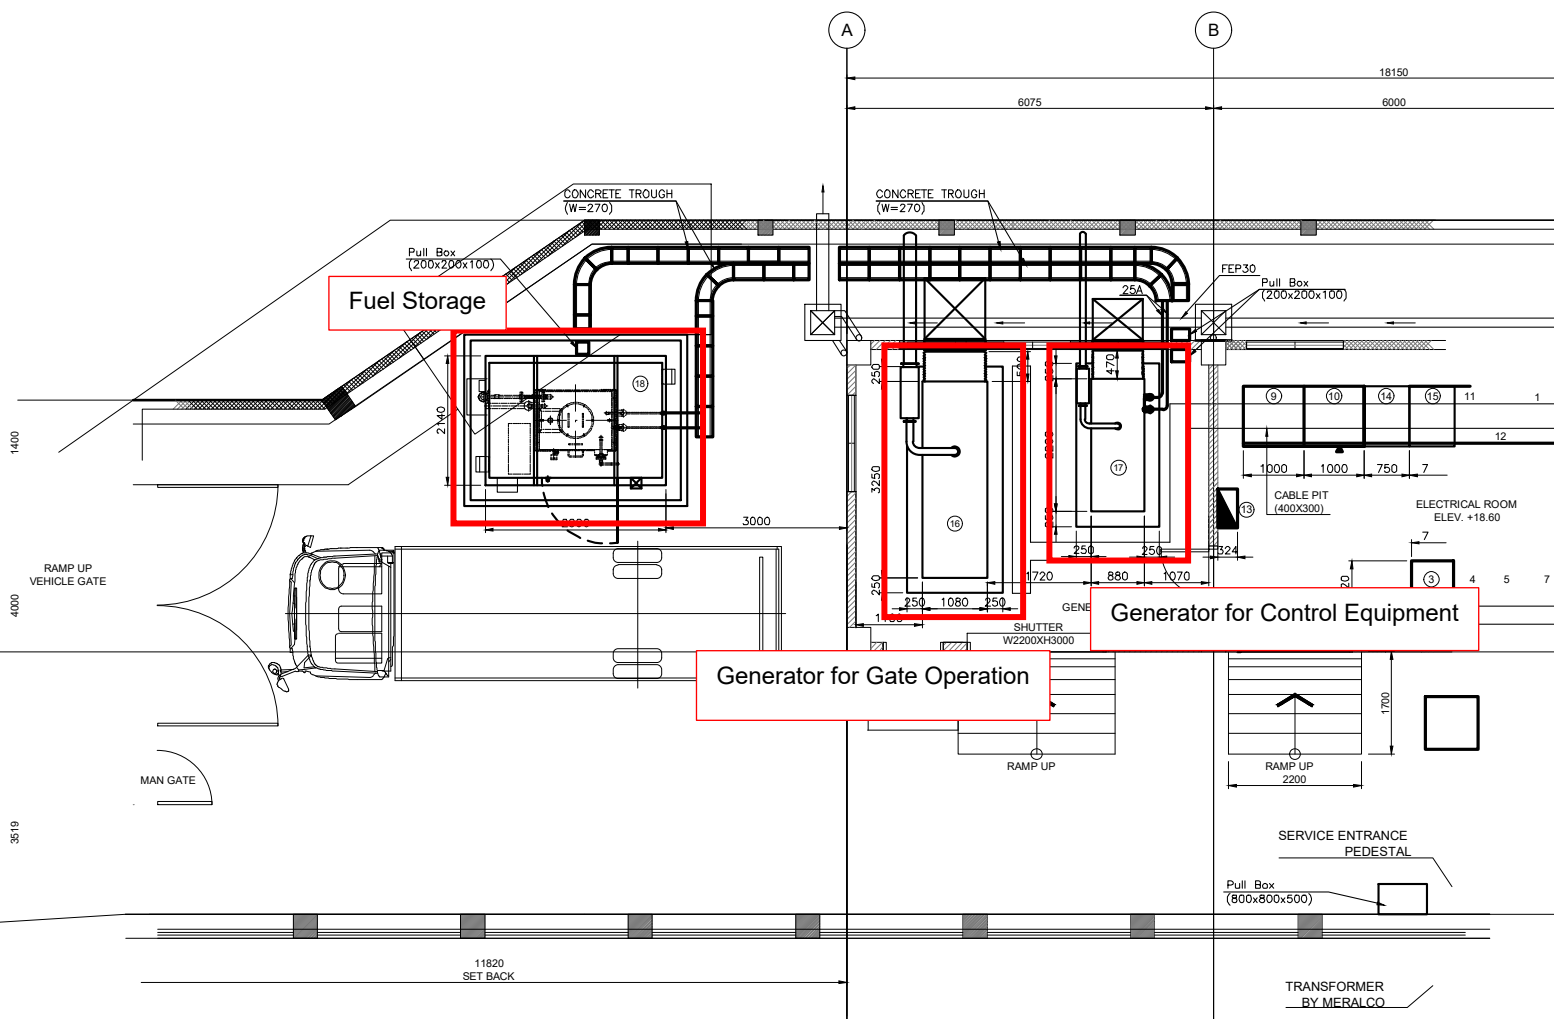 A
B
18150
6075
6000
CONCRETE TROUGH
(W=270)
CONCRETE TROUGH
(W=270)
Pull Box
(200x200x100)
FEP30
Pull Box
(200x200x100)
25A
Fuel Storage
18
2140
3000
250
500
3250
16
250
250
1080
250
470
17
250
250
1720
880
1070
324
9
10
14
15
11
1
12
1000
1000
750
7
CABLE PIT
(400X300)
13
ELECTRICAL ROOM
ELEV. +18.60
7
3
4
5
7
20
1400
RAMP UP
VEHICLE GATE
4000
GENE
Generator for Control Equipment
SHUTTER
W2200XH3000
Generator for Gate Operation
1700
RAMP UP
RAMP UP
2200
MAN GATE
3519
SERVICE ENTRANCE
PEDESTAL
Pull Box
(800x800x500)
11820
SET BACK
TRANSFORMER
BY MERALCO